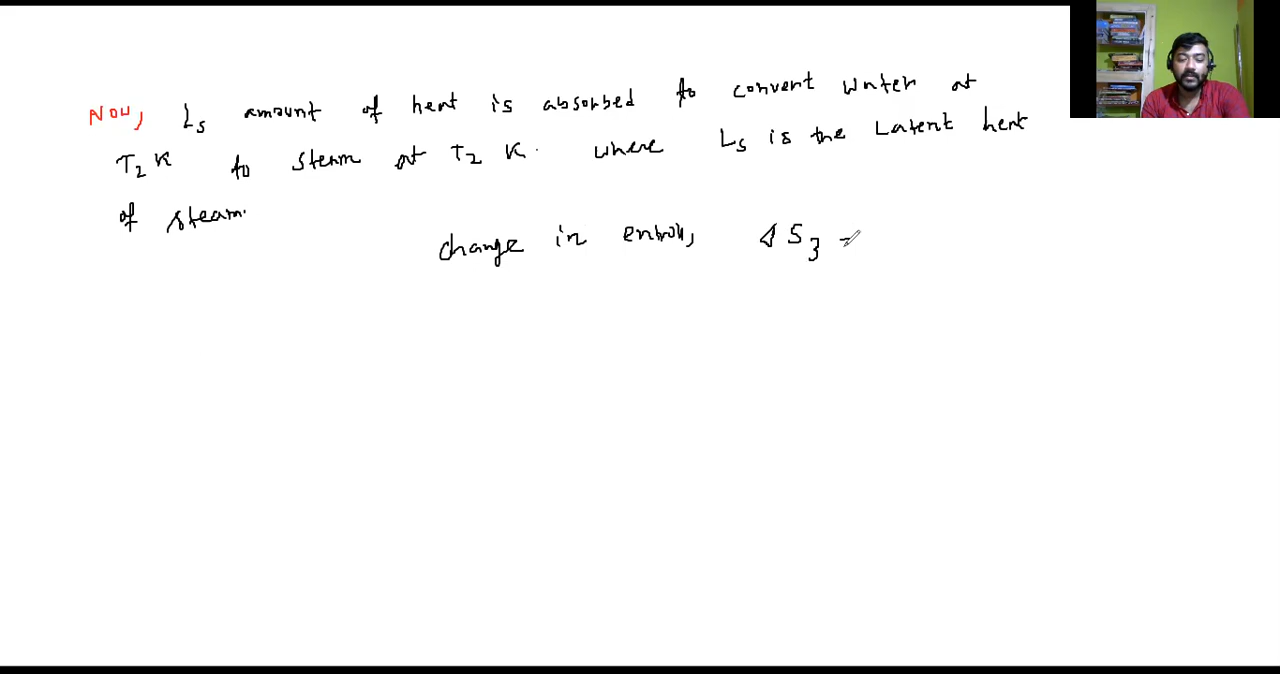 Now, Ls amount of heat is absorbed to convert water at
T2 K to steam at T2 K. where Ls is the Latent heat
of steam.
change in entroy, ΔS3 =